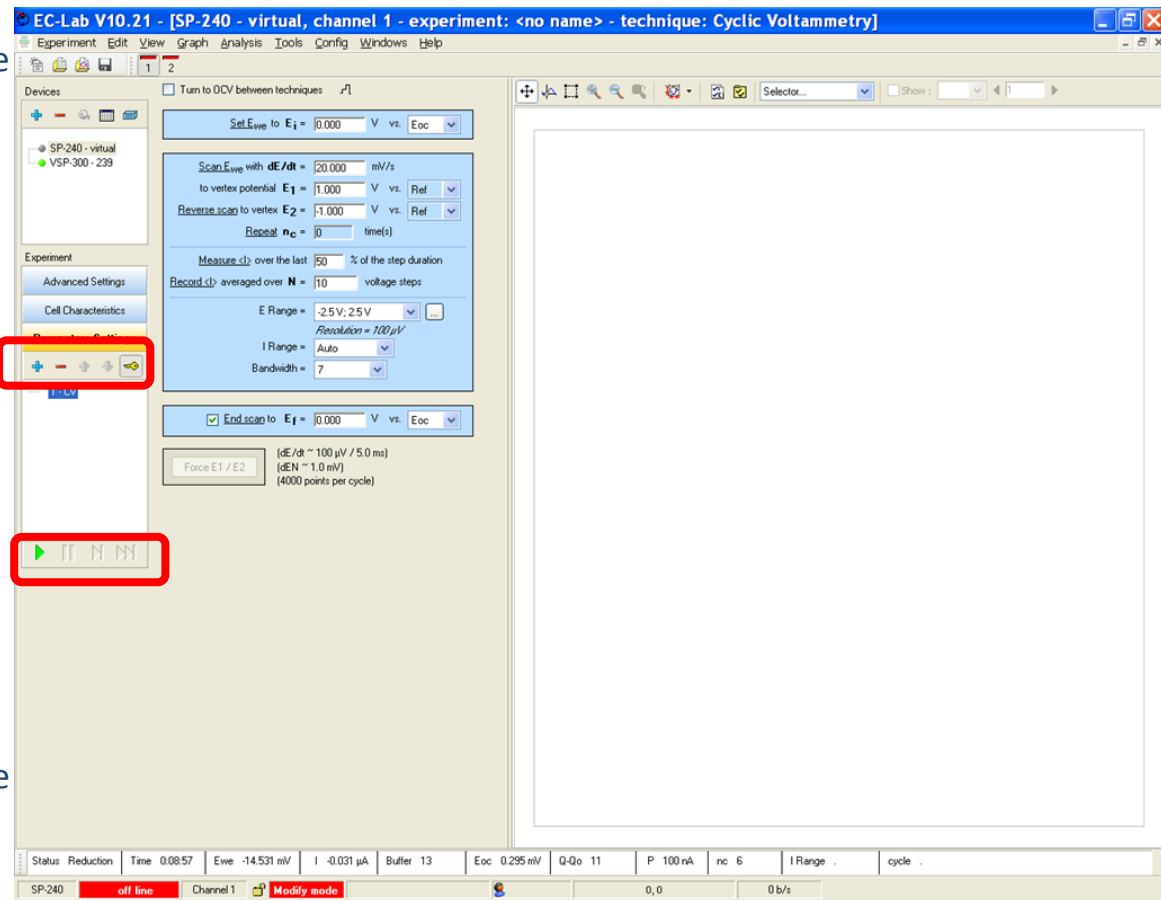 EC-Lab V10.21 - [SP-240 - virtual, channel 1 - experiment: <no name> - technique: Cyclic Voltammetry]
Experiment Edit View Graph Analysis Tools Config Windows Help
e
1 2
Devices
Turn to OCV between techniques
Selector...
Show :
1
Set Ewe to Ei = 0.000 V vs. Eoc
SP-240 - virtual
VSP-300 - 239
Scan Ewe with dE/dt = 20.000 mV/s
to vertex potential E1 = 1.000 V vs. Ref
Reverse scan to vertex E2 = -1.000 V vs. Ref
Repeat nc = 0 time(s)
Experiment
Advanced Settings
Cell Characteristics
Measure <I> over the last 50 % of the step duration
Record <I> averaged over N = 10 voltage steps
E Range = -2.5 V; 2.5 V ...
Resolution = 100 µV
I Range = Auto
Bandwidth = 7
1 - CV
End scan to Ef = 0.000 V vs. Eoc
Force E1 / E2
(dE/dt ~ 100 µV / 5.0 ms)
(dEN ~ 1.0 mV)
(4000 points per cycle)
e
Status Reduction Time 0:08:57 Ewe -14.531 mV I -0.031 µA Buffer 13 Eoc 0.295 mV Q-Qo 11 P 100 nA nc 6 I Range . cycle .
SP-240 off line Channel 1 Modify mode 0, 0 0 b/s